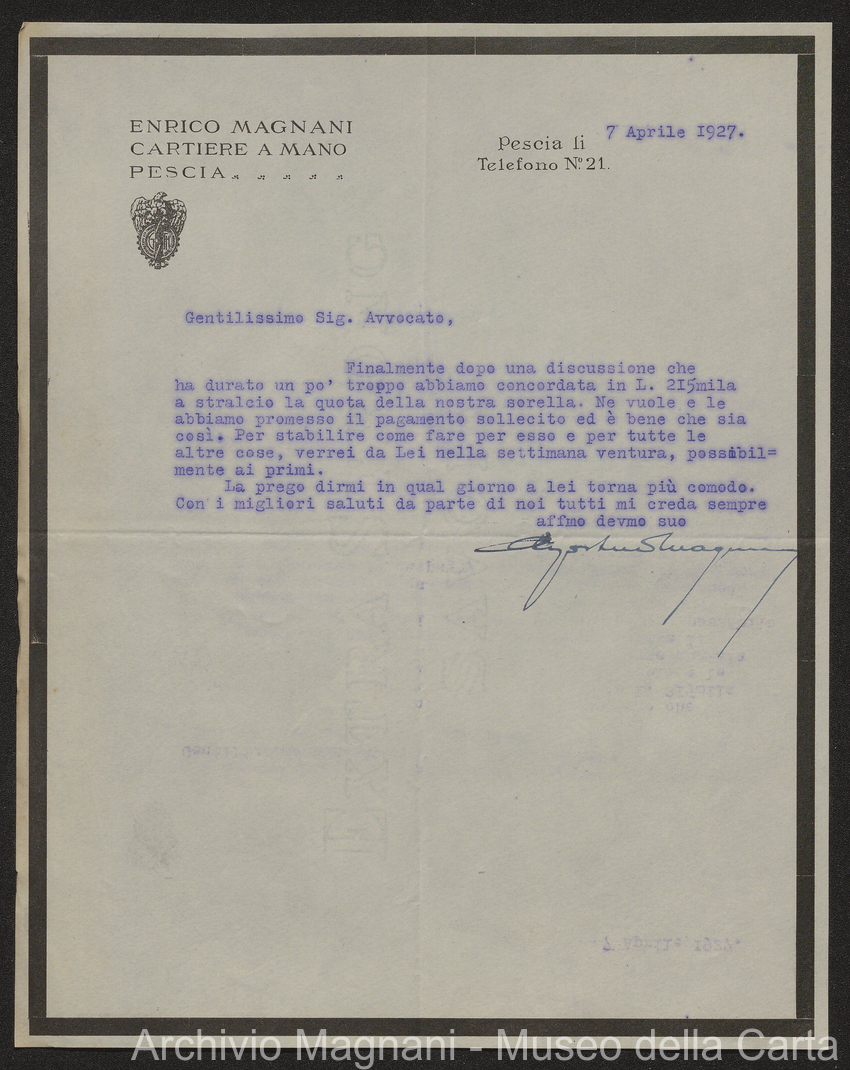 ENRICO MAGNANI
CARTIERE A MANO
PESCIA
Pescia li 7 Aprile 1927.
Telefono Nº 21.
Gentilissimo Sig. Avvocato,
Finalmente dopo una discussione che
ha durato un po' troppo abbiamo concordata in L. 215mila
a stralcio la quota della nostra sorella. Ne vuole e le
abbiamo promesso il pagamento sollecito ed è bene che sia
così. Per stabilire come fare per esso e per tutte le
altre cose, verrei da Lei nella settimana ventura, possibil=
mente ai primi.
La prego dirmi in qual giorno a lei torna più comodo.
Con i migliori saluti da parte di noi tutti mi creda sempre
affmo devmo suo
Magnani
7 Aprile 1927.
Archivio Magnani - Museo della Carta